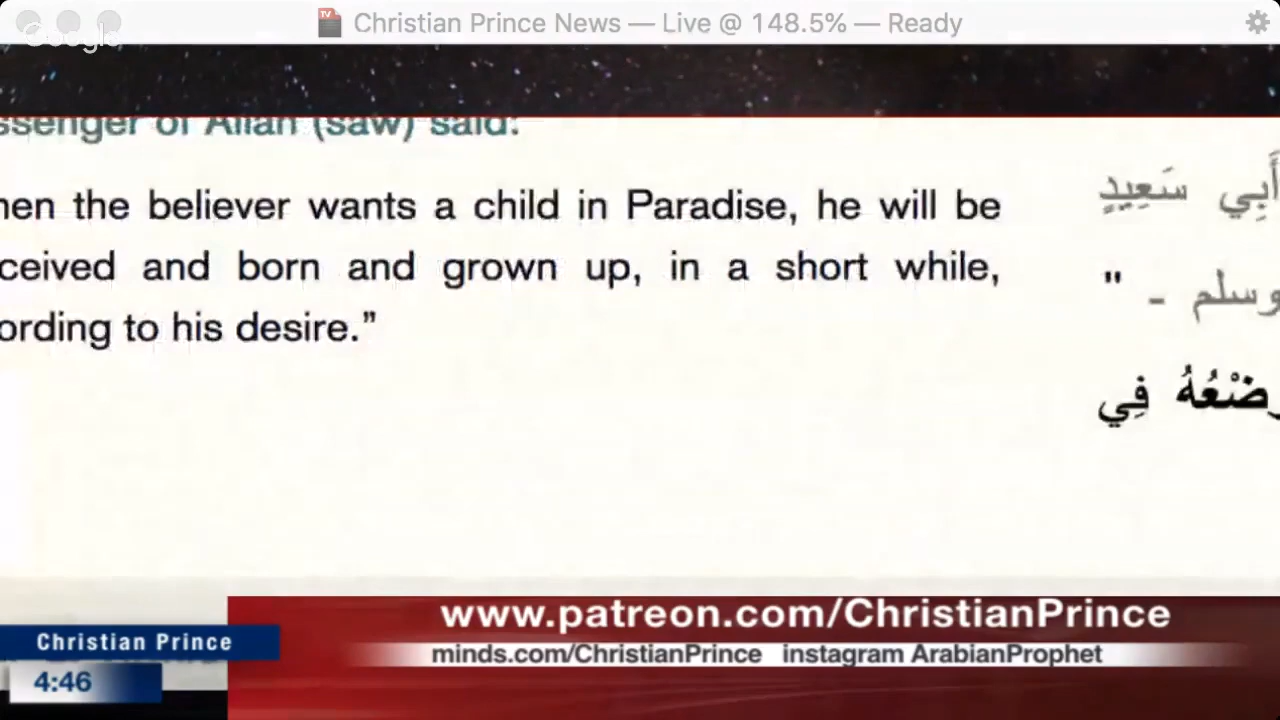 Christian Prince News — Live @ 148.5% — Ready
Google
ssenger of Allah (saw) said:
hen the believer wants a child in Paradise, he will be
ceived and born and grown up, in a short while,
ording to his desire.”
أَبِي سَعِيدٍ
وسلم ـ "
رِضْعُهُ فِي
www.patreon.com/ChristianPrince
minds.com/ChristianPrince instagram ArabianProphet
Christian Prince
4:46